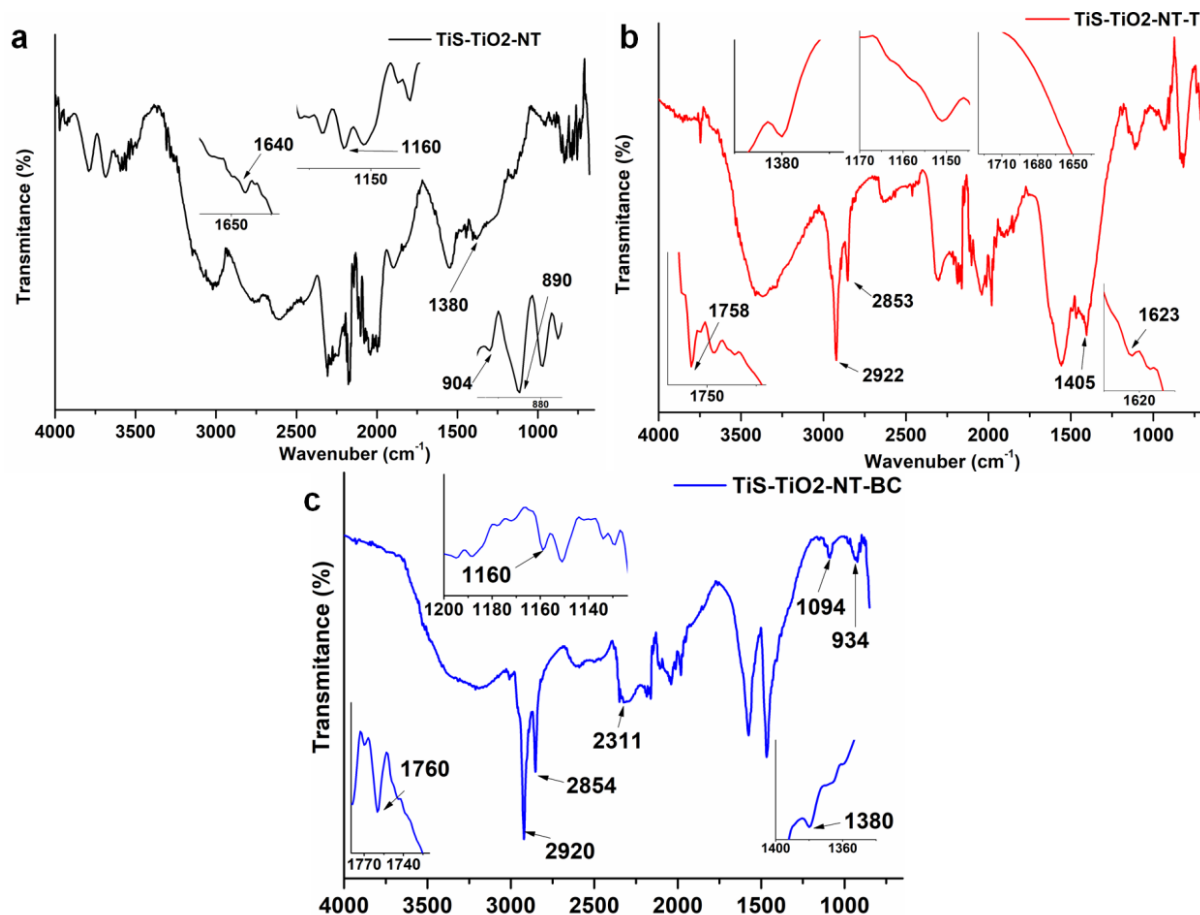 a
TiS-TiO2-NT
Transmitance (%)
1640
1650
1160
1150
1380
890
904
880
4000 3500 3000 2500 2000 1500 1000
Wavenuber (cm-1)
b
TiS-TiO2-NT-T
Transmitance (%)
1380
1170 1160 1150
1710 1680 1650
1758
1750
2853
2922
1405
1623
1620
4000 3500 3000 2500 2000 1500 1000
Wavenuber (cm-1)
c
TiS-TiO2-NT-BC
Transmitance (%)
1160
1200 1180 1160 1140
1094
934
2311
1760
1770 1740
2854
2920
1380
1400 1360
4000 3500 3000 2500 2000 1500 1000